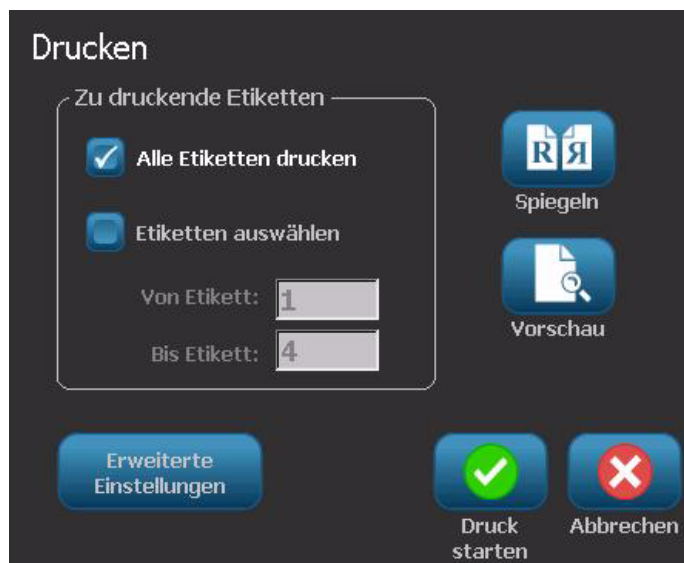 Drucken
Zu druckende Etiketten
Alle Etiketten drucken
Etiketten auswählen
Von Etikett: 1
Bis Etikett: 4
R Я
Spiegeln
Vorschau
Erweiterte
Einstellungen
Druck
starten
Abbrechen